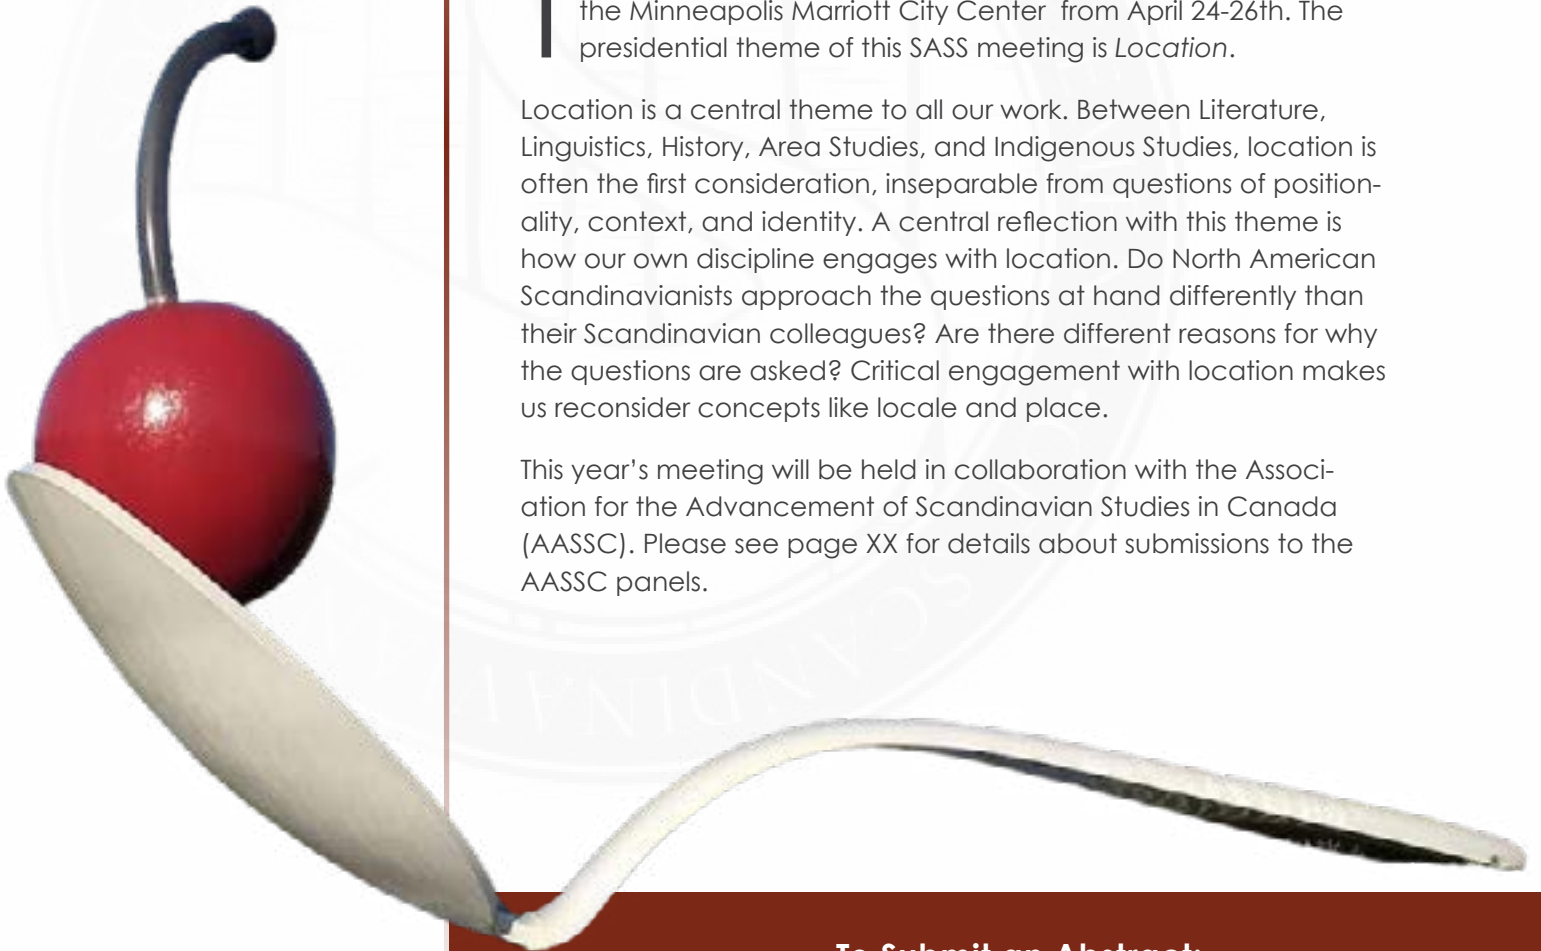 the Minneapolis Marriott City Center from April 24-26th. The
presidential theme of this SASS meeting is Location.
Location is a central theme to all our work. Between Literature,
Linguistics, History, Area Studies, and Indigenous Studies, location is
often the first consideration, inseparable from questions of position-
ality, context, and identity. A central reflection with this theme is
how our own discipline engages with location. Do North American
Scandinavianists approach the questions at hand differently than
their Scandinavian colleagues? Are there different reasons for why
the questions are asked? Critical engagement with location makes
us reconsider concepts like locale and place.
This year's meeting will be held in collaboration with the Associ-
ation for the Advancement of Scandinavian Studies in Canada
(AASSC). Please see page XX for details about submissions to the
AASSC panels.
To Submit an Abstract: